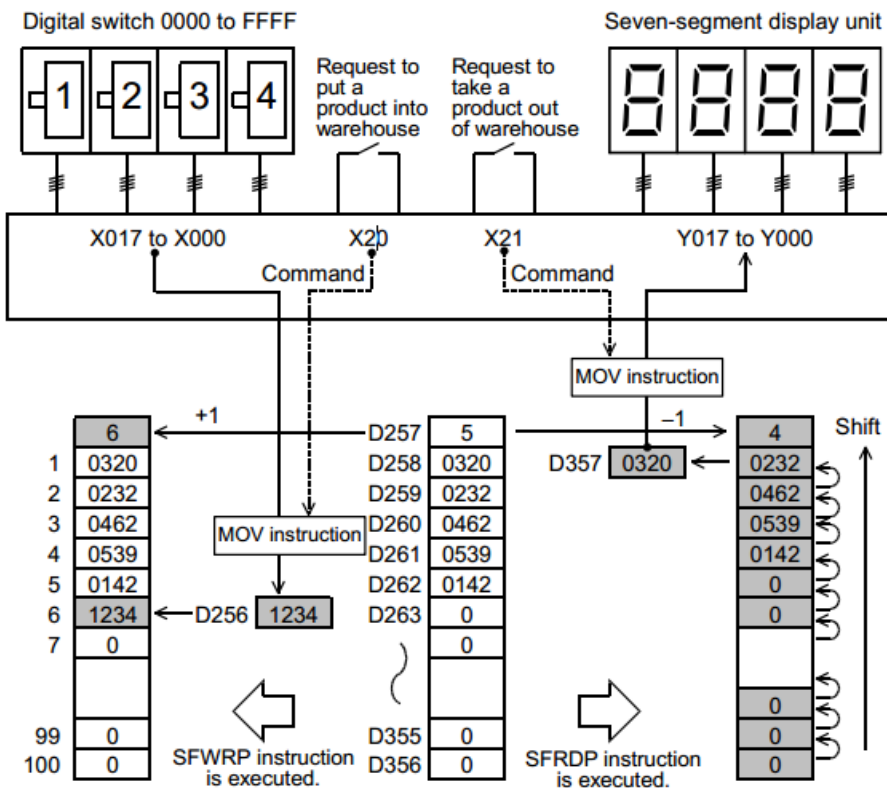 Digital switch 0000 to FFFF
Seven-segment display unit
1 2 3 4
Request to
put a
product into
warehouse
Request to
take a
product out
of warehouse
8 8 8 8
X017 to X000
X20
X21
Y017 to Y000
Command
Command
MOV instruction
+1
–1
Shift
6
D257 5
4
1 0320
D258 0320
D357 0320
0232
2 0232
D259 0232
0462
3 0462
MOV instruction
D260 0462
0539
4 0539
D261 0539
0142
5 0142
D262 0142
0
6 1234
D256 1234
D263 0
0
7 0
0
0
99 0
D355 0
0
100 0
D356 0
0
SFWRP instruction
is executed.
SFRDP instruction
is executed.